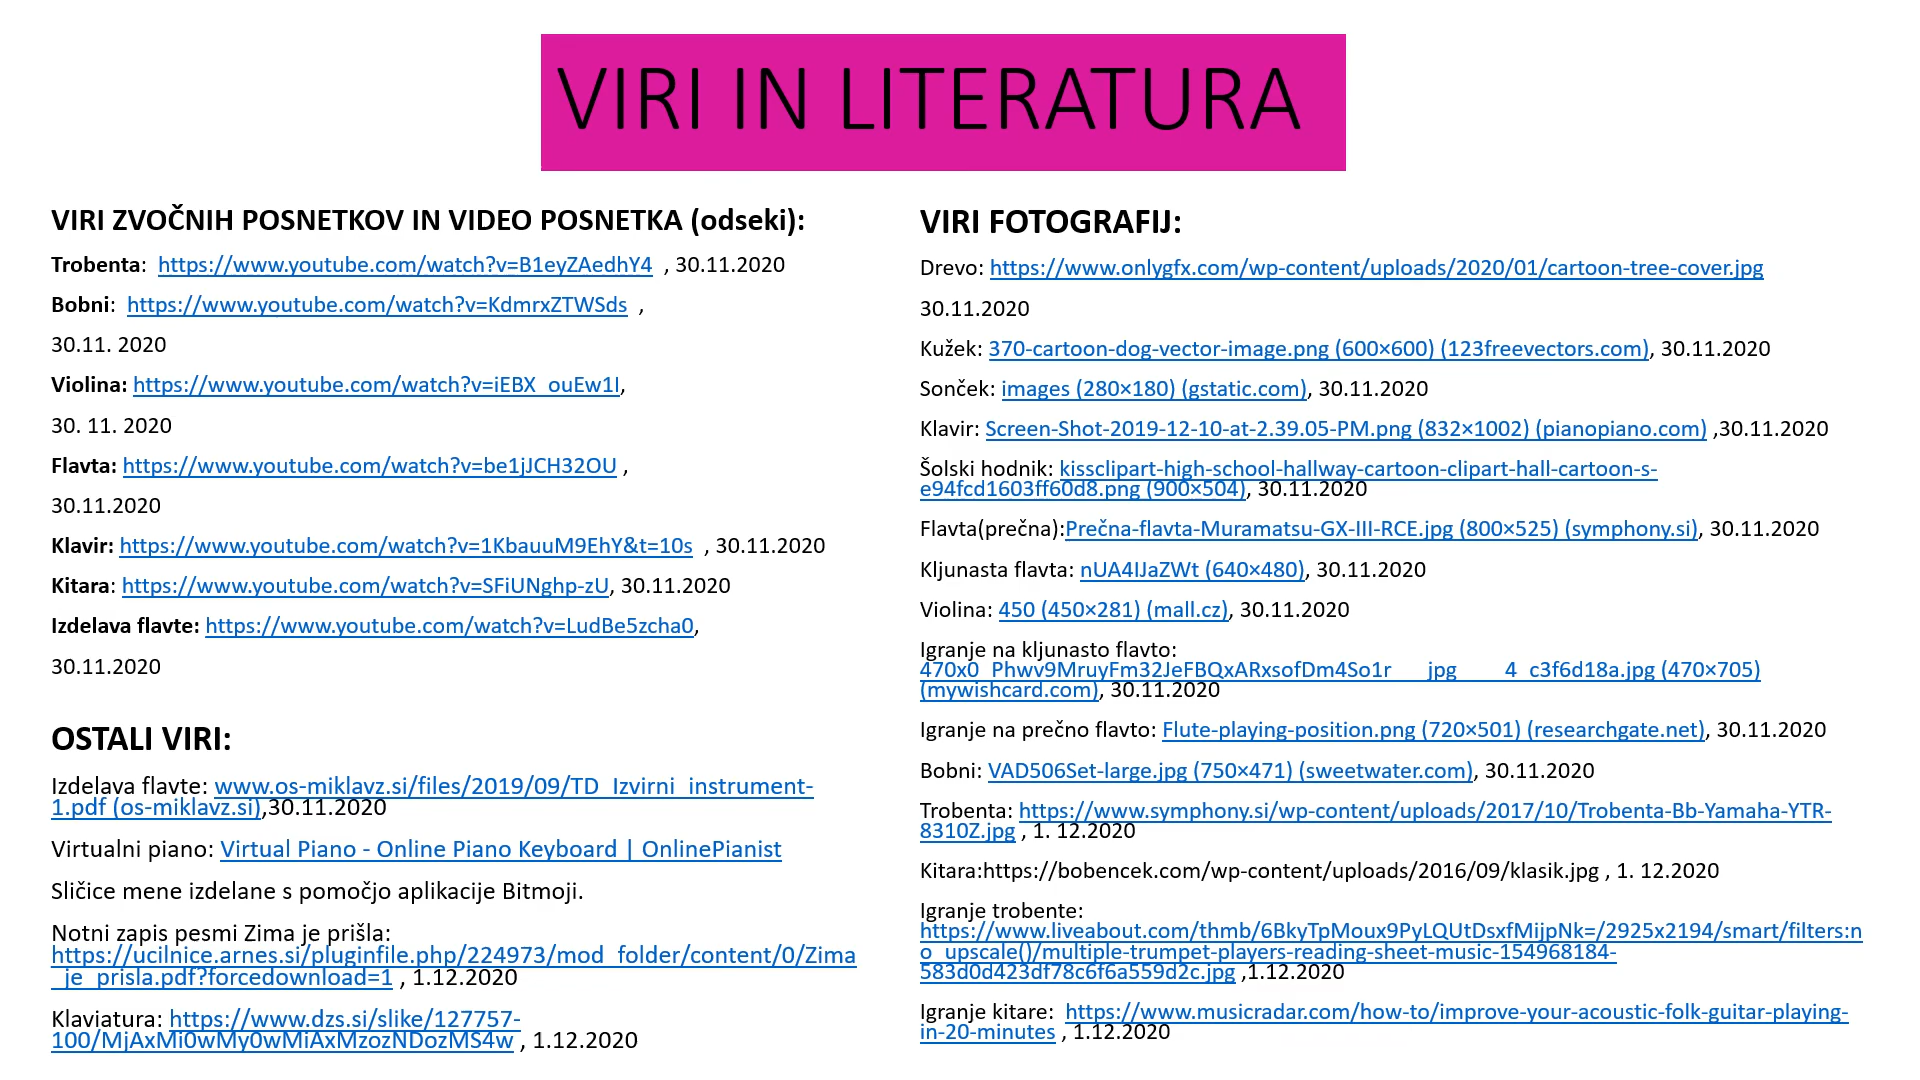 VIRI IN LITERATURA
VIRI ZVOČNIH POSNETKOV IN VIDEO POSNETKA (odseki):
Trobenta:  https://www.youtube.com/watch?v=B1eyZAedhY4  , 30.11.2020
Bobni:  https://www.youtube.com/watch?v=KdmrxZTWSds  ,
30.11. 2020
Violina: https://www.youtube.com/watch?v=iEBX_ouEw1I,
30. 11. 2020
Flavta: https://www.youtube.com/watch?v=be1jJCH32OU ,
30.11.2020
Klavir: https://www.youtube.com/watch?v=1KbauuM9EhY&t=10s  , 30.11.2020
Kitara: https://www.youtube.com/watch?v=SFiUNghp-zU, 30.11.2020
Izdelava flavte: https://www.youtube.com/watch?v=LudBe5zcha0,
30.11.2020
OSTALI VIRI:
Izdelava flavte: www.os-miklavz.si/files/2019/09/TD_Izvirni_instrument-
1.pdf (os-miklavz.si),30.11.2020
Virtualni piano: Virtual Piano - Online Piano Keyboard | OnlinePianist
Sličice mene izdelane s pomočjo aplikacije Bitmoji.
Notni zapis pesmi Zima je prišla:
https://ucilnice.arnes.si/pluginfile.php/224973/mod_folder/content/0/Zima
_je_prisla.pdf?forcedownload=1 , 1.12.2020
Klaviatura: https://www.dzs.si/slike/127757-
100/MjAxMi0wMy0wMiAxMzozNDozMS4w , 1.12.2020
VIRI FOTOGRAFIJ:
Drevo: https://www.onlygfx.com/wp-content/uploads/2020/01/cartoon-tree-cover.jpg
30.11.2020
Kužek: 370-cartoon-dog-vector-image.png (600×600) (123freevectors.com), 30.11.2020
Sonček: images (280×180) (gstatic.com), 30.11.2020
Klavir: Screen-Shot-2019-12-10-at-2.39.05-PM.png (832×1002) (pianopiano.com) ,30.11.2020
Šolski hodnik: kissclipart-high-school-hallway-cartoon-clipart-hall-cartoon-s-
e94fcd1603ff60d8.png (900×504), 30.11.2020
Flavta(prečna):Prečna-flavta-Muramatsu-GX-III-RCE.jpg (800×525) (symphony.si), 30.11.2020
Kljunasta flavta: nUA4IJaZWt (640×480), 30.11.2020
Violina: 450 (450×281) (mall.cz), 30.11.2020
Igranje na kljunasto flavto:
470x0_Phwv9MruyFm32JeFBQxARxsofDm4So1r___jpg____4_c3f6d18a.jpg (470×705)
(mywishcard.com), 30.11.2020
Igranje na prečno flavto: Flute-playing-position.png (720×501) (researchgate.net), 30.11.2020
Bobni: VAD506Set-large.jpg (750×471) (sweetwater.com), 30.11.2020
Trobenta: https://www.symphony.si/wp-content/uploads/2017/10/Trobenta-Bb-Yamaha-YTR-
8310Z.jpg , 1. 12.2020
Kitara:https://bobencek.com/wp-content/uploads/2016/09/klasik.jpg , 1. 12.2020
Igranje trobente:
https://www.liveabout.com/thmb/6BkyTpMoux9PyLQUtDsxfMijpNk=/2925x2194/smart/filters:n
o_upscale()/multiple-trumpet-players-reading-sheet-music-154968184-
583d0d423df78c6f6a559d2c.jpg ,1.12.2020
Igranje kitare:  https://www.musicradar.com/how-to/improve-your-acoustic-folk-guitar-playing-
in-20-minutes , 1.12.2020